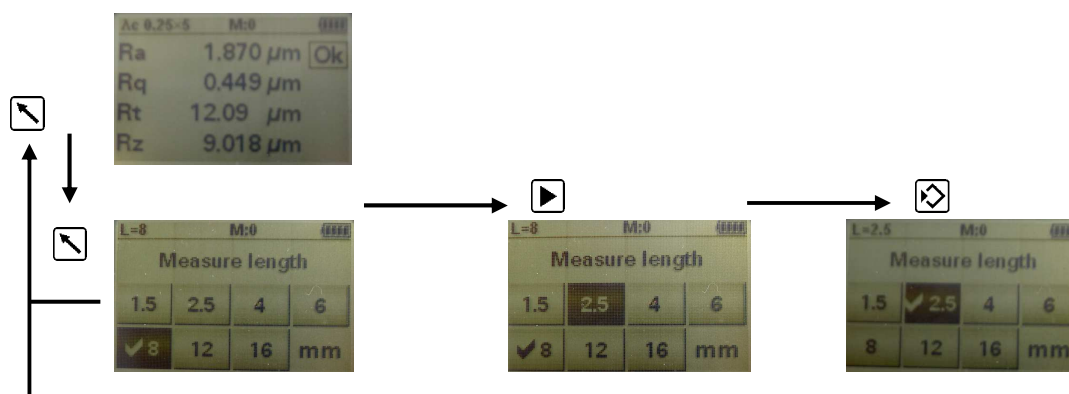 λc 0.25×5 M:0
Ra 1.870 µm Ok
Rq 0.449 µm
Rt 12.09 µm
Rz 9.018 µm
L=8 M:0
Measure length
1.5 2.5 4 6
8 12 16 mm
L=8 M:0
Measure length
1.5 2.5 4 6
8 12 16 mm
L=2.5 M:0
Measure length
1.5 2.5 4 6
8 12 16 mm